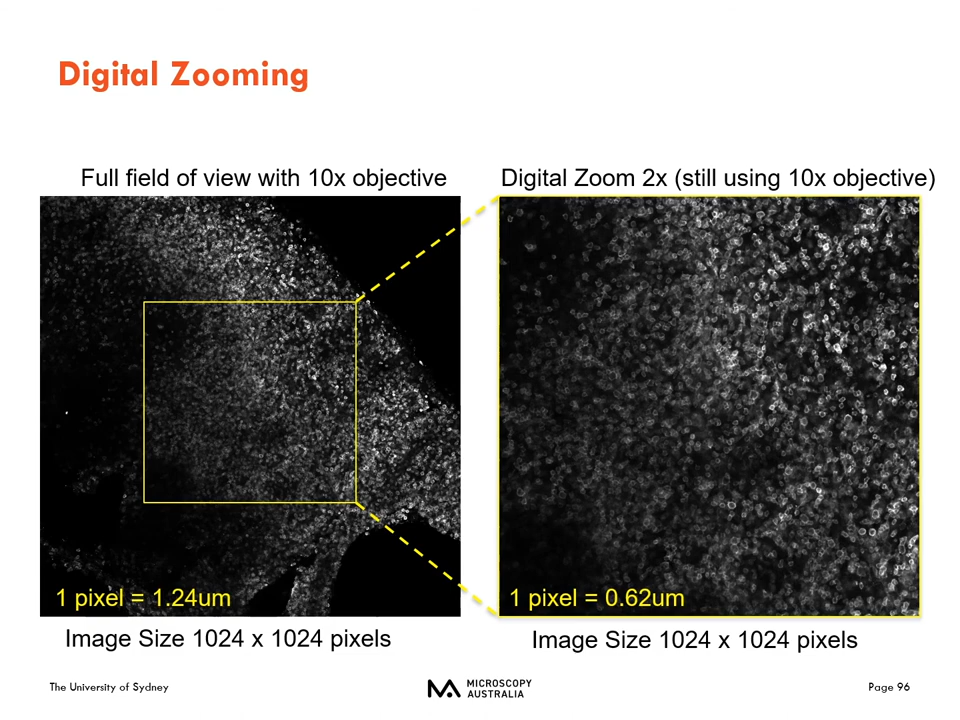 Digital Zooming
Full field of view with 10x objective
Digital Zoom 2x (still using 10x objective)
1 pixel = 1.24um
1 pixel = 0.62um
Image Size 1024 x 1024 pixels
Image Size 1024 x 1024 pixels
The University of Sydney
MICROSCOPY
AUSTRALIA
Page 96